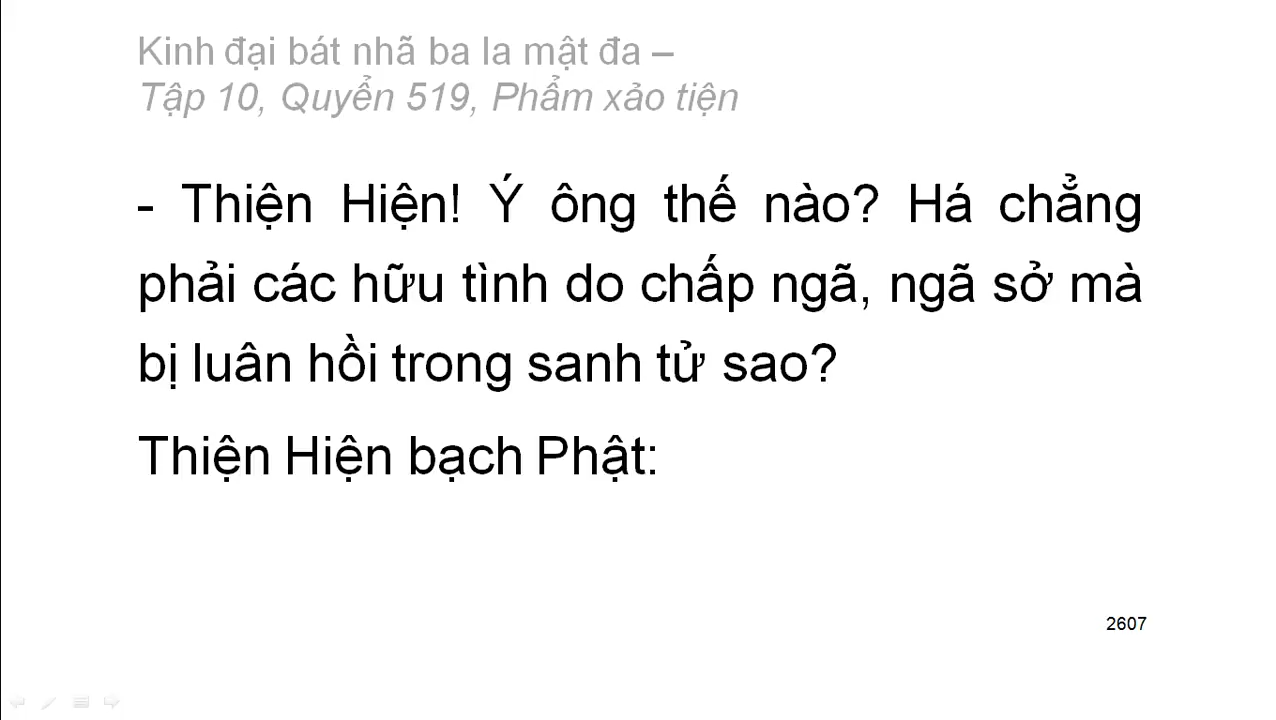 Kinh đại bát nhã ba la mật đa –
Tập 10, Quyển 519, Phẩm xảo tiện
- Thiện Hiện! Ý ông thế nào? Há chẳng
phải các hữu tình do chấp ngã, ngã sở mà
bị luân hồi trong sanh tử sao?
Thiện Hiện bạch Phật:
2607